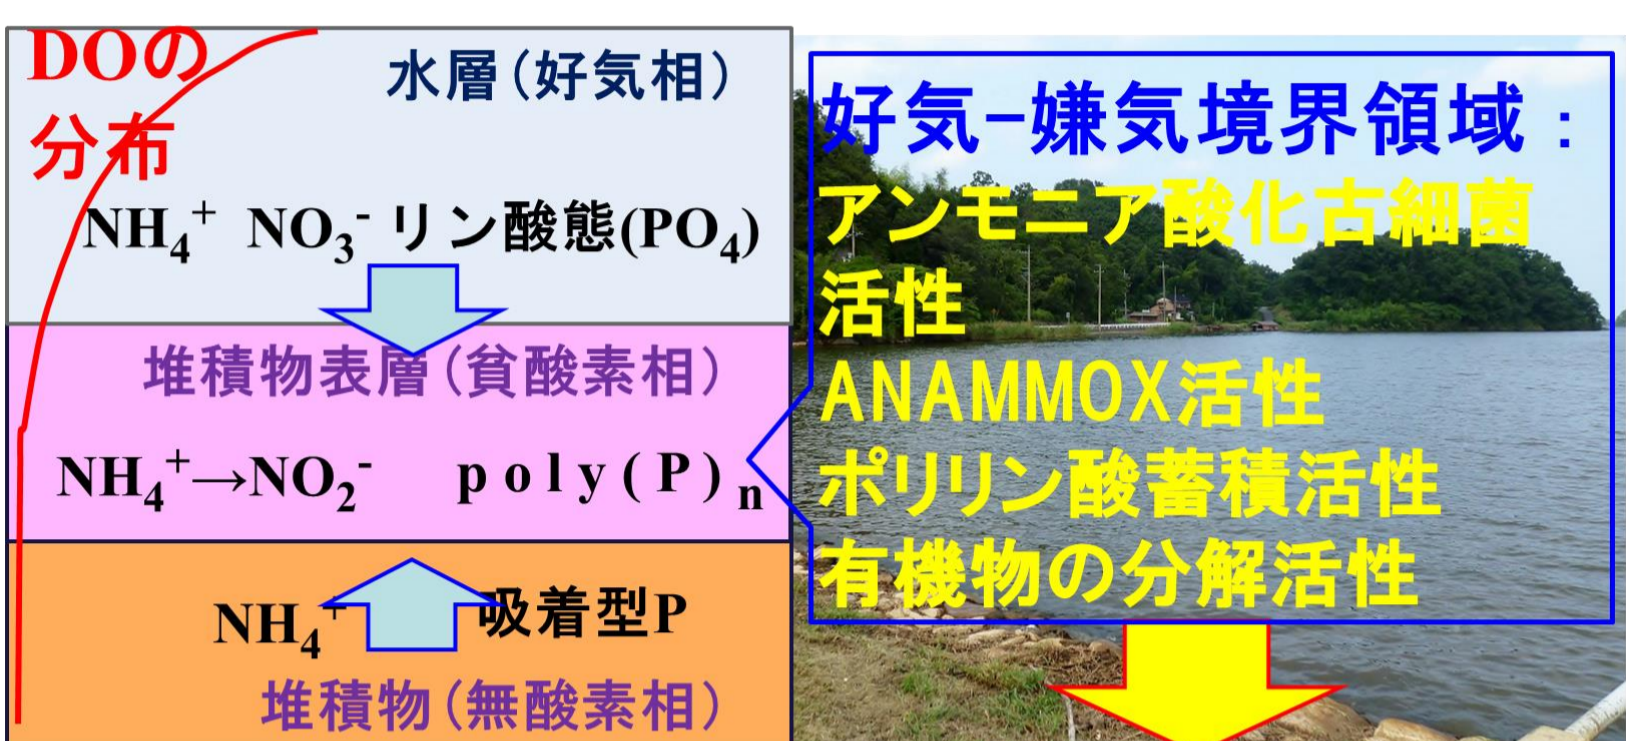 DOの
分布
水層（好気相）
NH₄⁺ NO₃⁻ リン酸態(PO₄)
堆積物表層（貧酸素相）
NH₄⁺→NO₂⁻ poly(P)ₙ
NH₄⁺ 吸着型P
堆積物（無酸素相）
好気-嫌気境界領域：
アンモニア酸化古細菌
活性
ANAMMOX活性
ポリリン酸蓄積活性
有機物の分解活性